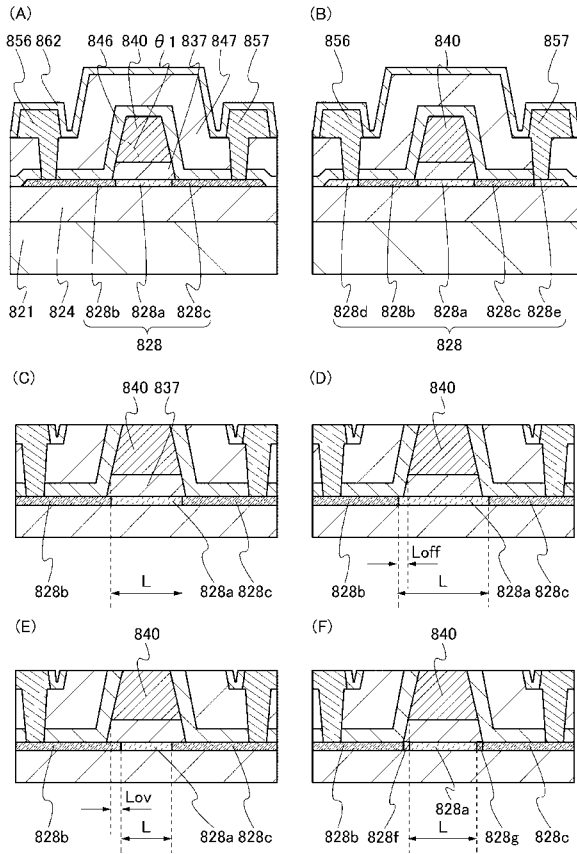 (A)
(B)
846 840 θ1 837 847
856 862 857
856 840 857
821 824 828b 828a 828c
828
828d 828b 828a 828c 828e
828
(C)
(D)
840 837
840
828b L 828a 828c
Loff
828b L 828a 828c
(E)
(F)
840
840
Lov
828b L 828a 828c
828a
828b 828f L 828g 828c